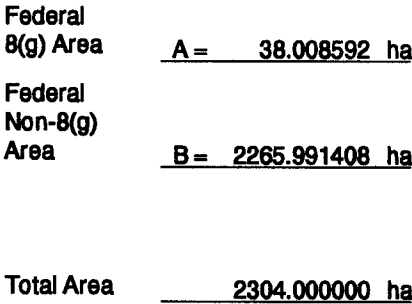 Federal
8(g) Area A = 38.008592 ha
Federal
Non-8(g)
Area B = 2265.991408 ha
Total Area 2304.000000 ha